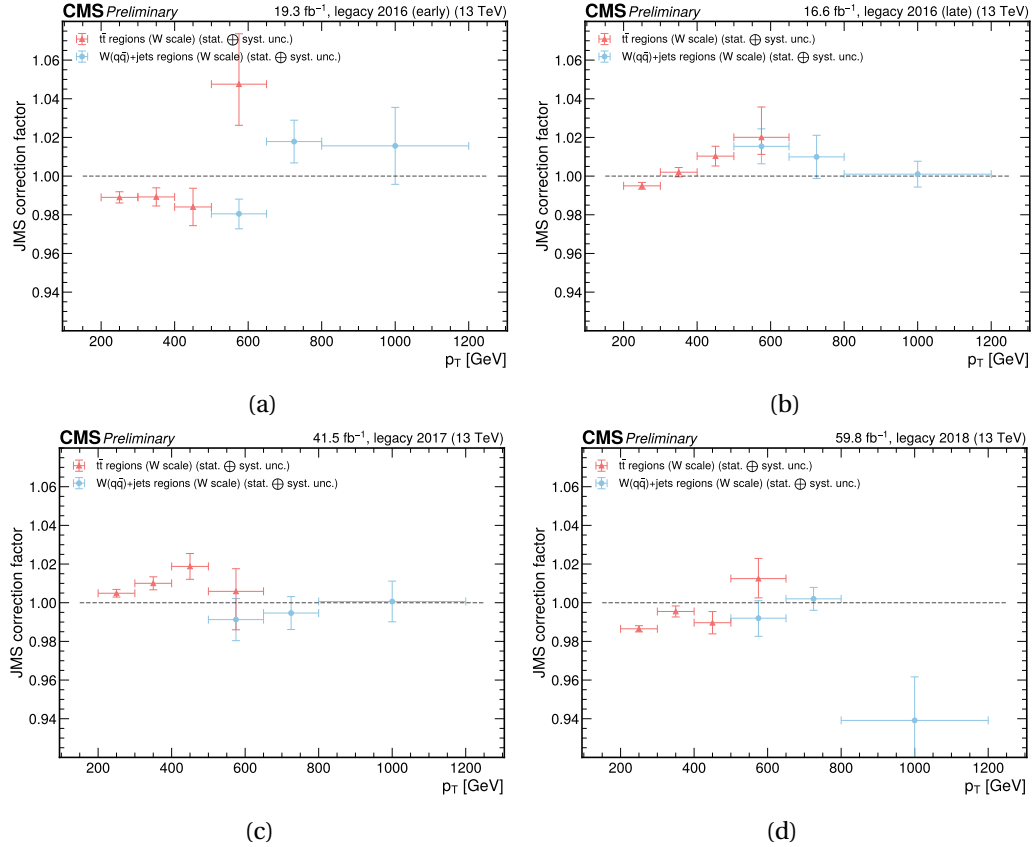 CMS Preliminary 19.3 fb⁻¹, legacy 2016 (early) (13 TeV)
tt̄ regions (W scale) (stat. ⊕ syst. unc.)
W(qq̄)+jets regions (W scale) (stat. ⊕ syst. unc.)
JMS correction factor
1.06
1.04
1.02
1.00
0.98
0.96
0.94
200 400 600 800 1000 1200
p_T [GeV]
(a)
CMS Preliminary 16.6 fb⁻¹, legacy 2016 (late) (13 TeV)
tt̄ regions (W scale) (stat. ⊕ syst. unc.)
W(qq̄)+jets regions (W scale) (stat. ⊕ syst. unc.)
JMS correction factor
1.06
1.04
1.02
1.00
0.98
0.96
0.94
200 400 600 800 1000 1200
p_T [GeV]
(b)
CMS Preliminary 41.5 fb⁻¹, legacy 2017 (13 TeV)
tt̄ regions (W scale) (stat. ⊕ syst. unc.)
W(qq̄)+jets regions (W scale) (stat. ⊕ syst. unc.)
JMS correction factor
1.06
1.04
1.02
1.00
0.98
0.96
0.94
200 400 600 800 1000 1200
p_T [GeV]
(c)
CMS Preliminary 59.8 fb⁻¹, legacy 2018 (13 TeV)
tt̄ regions (W scale) (stat. ⊕ syst. unc.)
W(qq̄)+jets regions (W scale) (stat. ⊕ syst. unc.)
JMS correction factor
1.06
1.04
1.02
1.00
0.98
0.96
0.94
200 400 600 800 1000 1200
p_T [GeV]
(d)